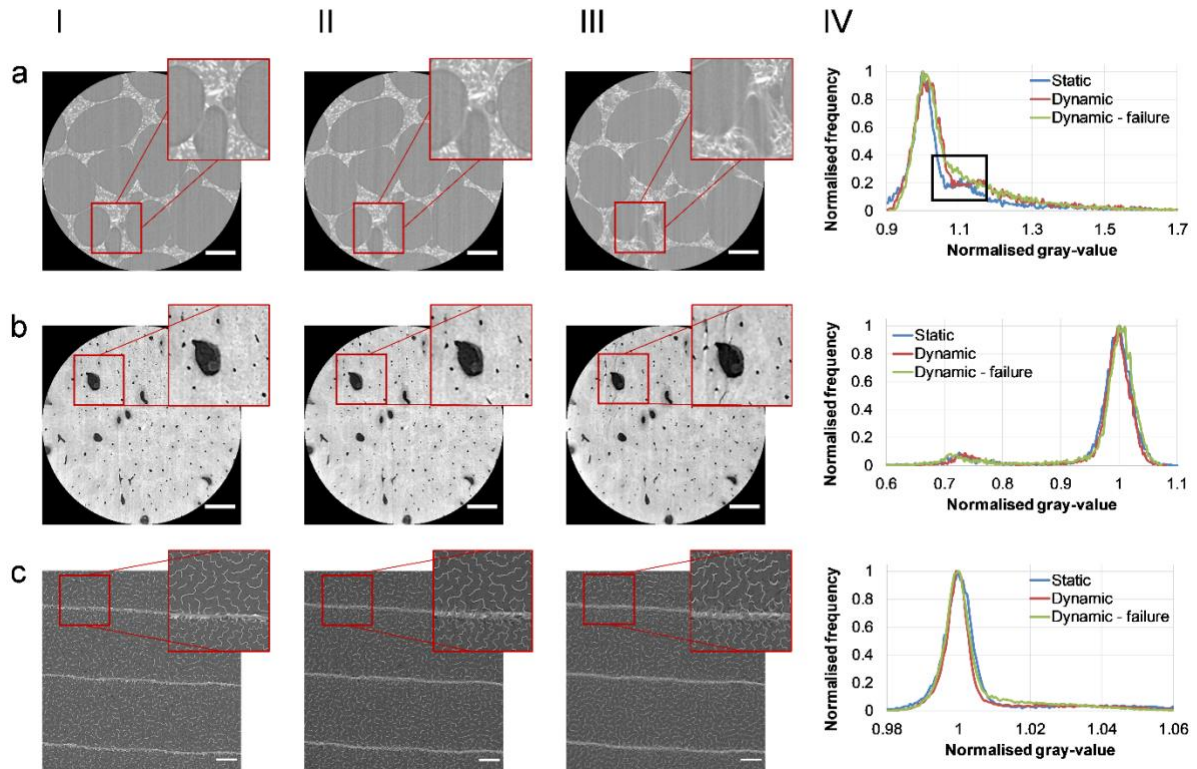 I II III IV
a
1
0.8
0.6
0.4
0.2
0
Normalised frequency
Static
Dynamic
Dynamic - failure
0.9 1.1 1.3 1.5 1.7
Normalised gray-value
b
1
0.8
0.6
0.4
0.2
0
Normalised frequency
Static
Dynamic
Dynamic - failure
0.6 0.7 0.8 0.9 1 1.1
Normalised gray-value
c
1
0.8
0.6
0.4
0.2
0
Normalised frequency
Static
Dynamic
Dynamic - failure
0.98 1 1.02 1.04 1.06
Normalised gray-value